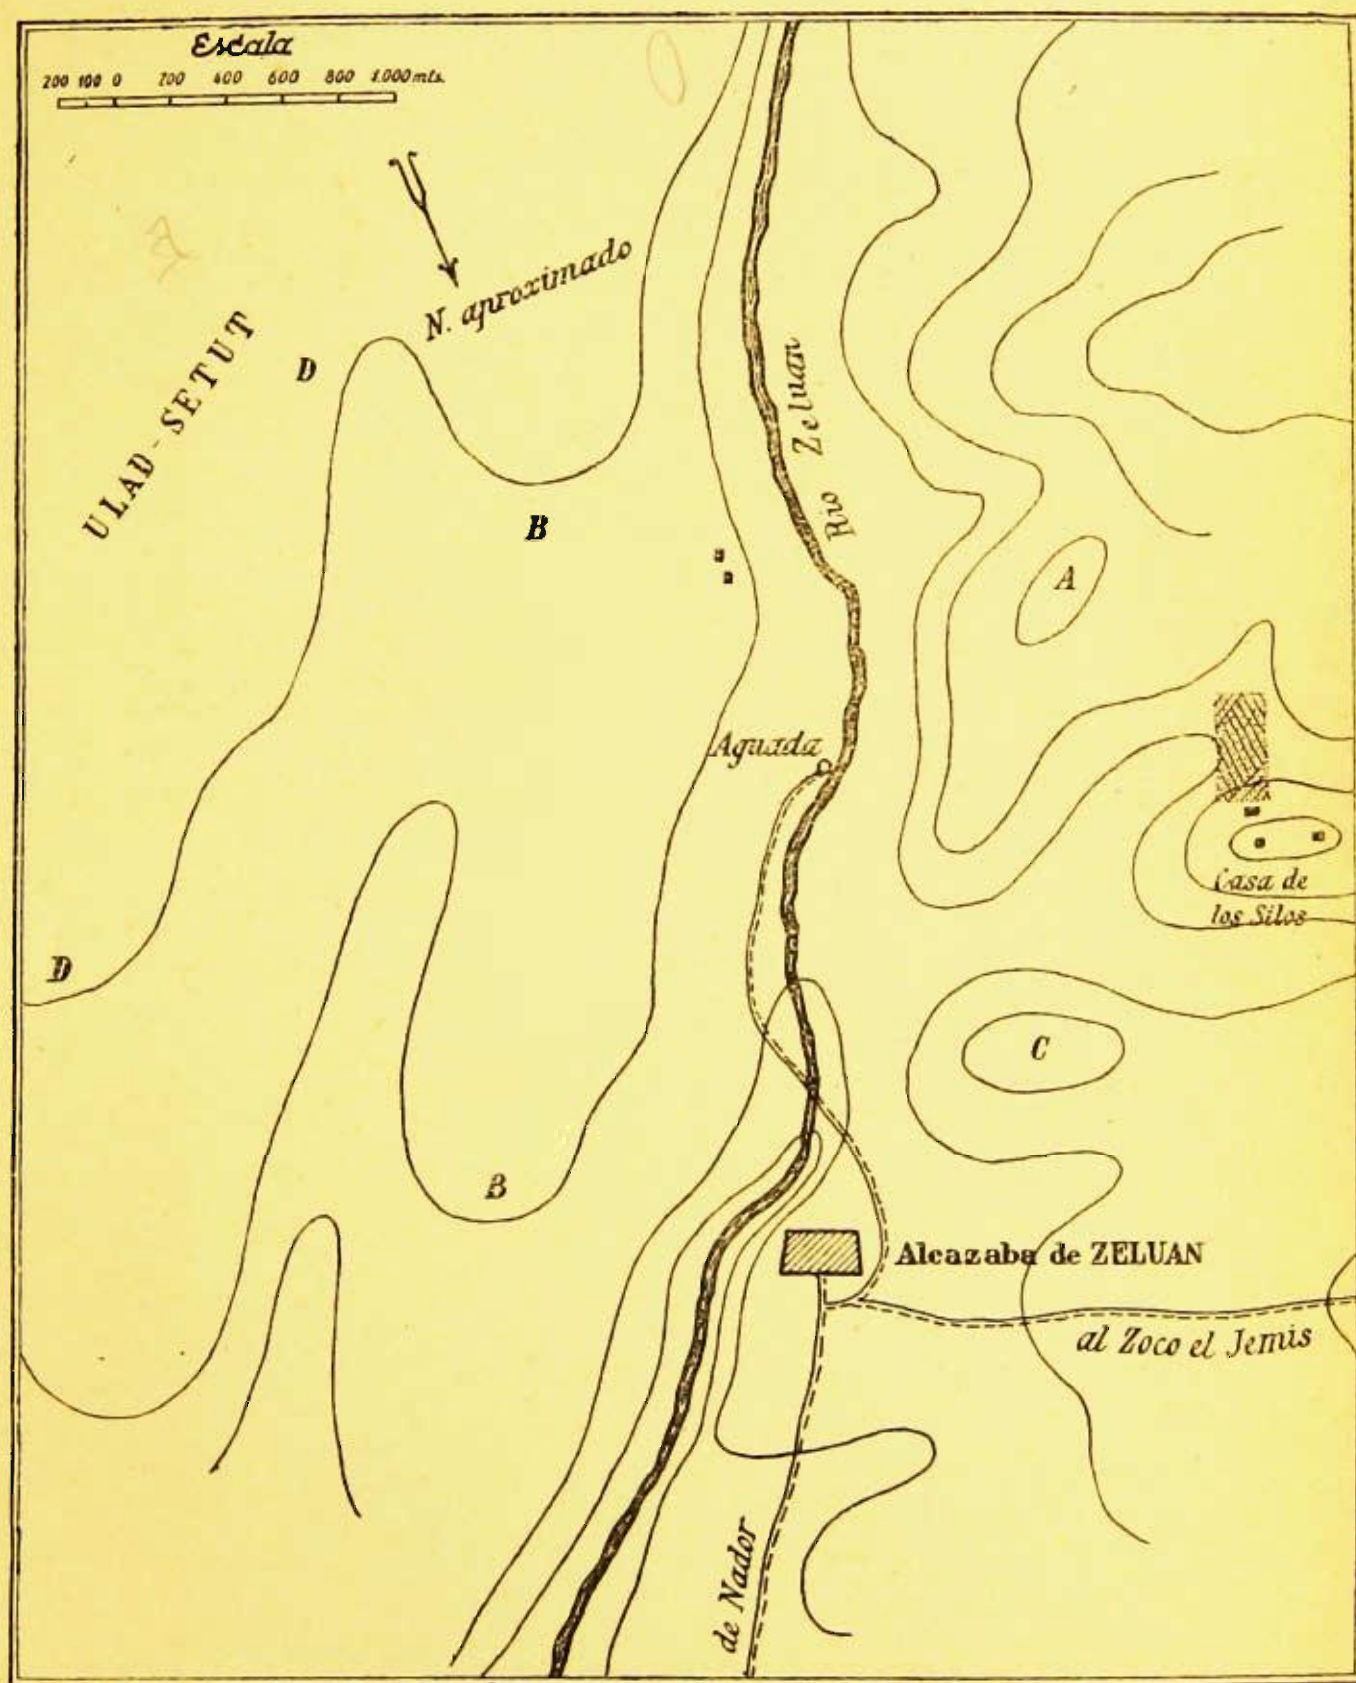 Escala
200 100 0 200 400 600 800 1.000 mts.
N. aproximado
ULAD-SETUT
D
B
Rio Zeluan
A
Aguada
Casa de
los Silos
D
C
B
Alcazaba de ZELUAN
al Zoco el Jemis
de Nador